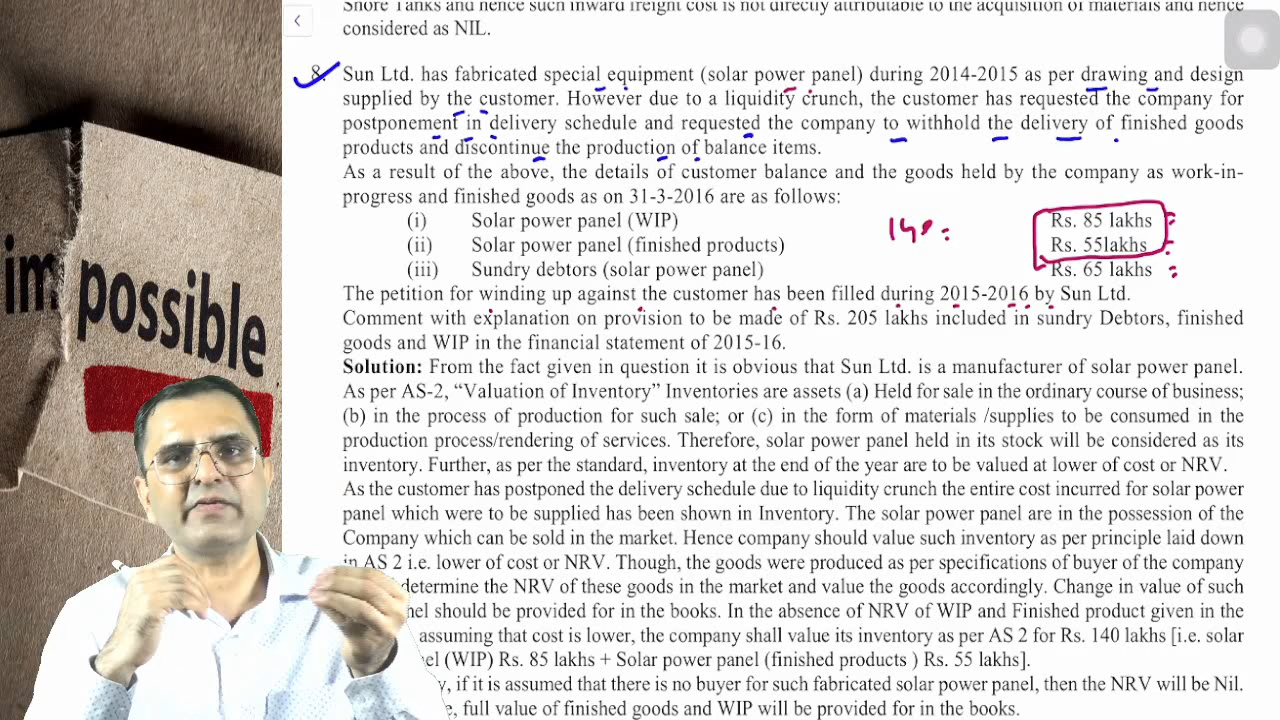 Shore Tanks and hence such inward freight cost is not directly attributable to the acquisition of materials and hence
considered as NIL.
8. Sun Ltd. has fabricated special equipment (solar power panel) during 2014-2015 as per drawing and design
supplied by the customer. However due to a liquidity crunch, the customer has requested the company for
postponement in delivery schedule and requested the company to withhold the delivery of finished goods
products and discontinue the production of balance items.
As a result of the above, the details of customer balance and the goods held by the company as work-in-
progress and finished goods as on 31-3-2016 are as follows:
(i) Solar power panel (WIP) Rs. 85 lakhs
(ii) Solar power panel (finished products) Rs. 55lakhs
(iii) Sundry debtors (solar power panel) Rs. 65 lakhs
The petition for winding up against the customer has been filled during 2015-2016 by Sun Ltd.
Comment with explanation on provision to be made of Rs. 205 lakhs included in sundry Debtors, finished
goods and WIP in the financial statement of 2015-16.
Solution: From the fact given in question it is obvious that Sun Ltd. is a manufacturer of solar power panel.
As per AS-2, “Valuation of Inventory” Inventories are assets (a) Held for sale in the ordinary course of business;
(b) in the process of production for such sale; or (c) in the form of materials /supplies to be consumed in the
production process/rendering of services. Therefore, solar power panel held in its stock will be considered as its
inventory. Further, as per the standard, inventory at the end of the year are to be valued at lower of cost or NRV.
As the customer has postponed the delivery schedule due to liquidity crunch the entire cost incurred for solar power
panel which were to be supplied has been shown in Inventory. The solar power panel are in the possession of the
Company which can be sold in the market. Hence company should value such inventory as per principle laid down
in AS 2 i.e. lower of cost or NRV. Though, the goods were produced as per specifications of buyer of the company
determine the NRV of these goods in the market and value the goods accordingly. Change in value of such
should be provided for in the books. In the absence of NRV of WIP and Finished product given in the
assuming that cost is lower, the company shall value its inventory as per AS 2 for Rs. 140 lakhs [i.e. solar
(WIP) Rs. 85 lakhs + Solar power panel (finished products ) Rs. 55 lakhs].
if it is assumed that there is no buyer for such fabricated solar power panel, then the NRV will be Nil.
full value of finished goods and WIP will be provided for in the books.
impossible